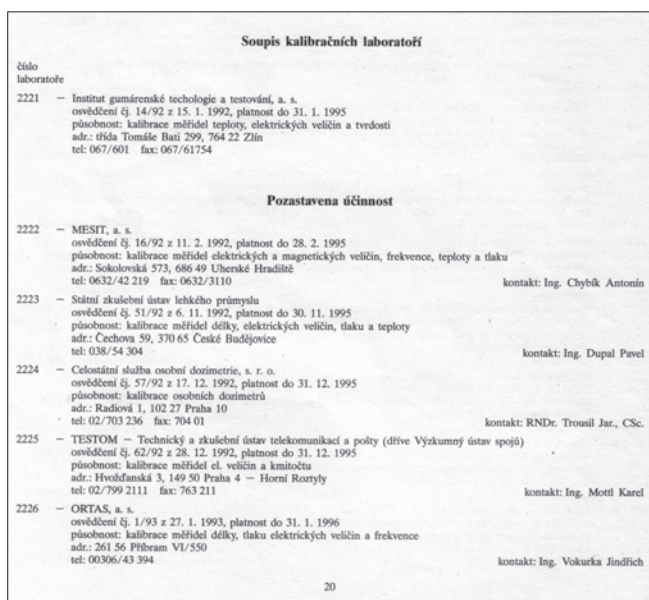 Soupis kalibračních laboratoří
číslo
laboratoře
2221 — Institut gumárenské techologie a testování, a. s.
osvědčení čj. 14/92 z 15. 1. 1992, platnost do 31. 1. 1995
působnost: kalibrace měřidel teploty, elektrických veličin a tvrdosti
adr.: třída Tomáše Bati 299, 764 22 Zlín
tel: 067/601 fax: 067/61754
Pozastavena účinnost
2222 — MESIT, a. s.
osvědčení čj. 16/92 z 11. 2. 1992, platnost do 28. 2. 1995
působnost: kalibrace měřidel elektrických a magnetických veličin, frekvence, teploty a tlaku
adr.: Sokolovská 573, 686 49 Uherské Hradiště
tel: 0632/42 219 fax: 0632/3110 kontakt: Ing. Chybík Antonín
2223 — Státní zkušební ústav lehkého průmyslu
osvědčení čj. 51/92 z 6. 11. 1992, platnost do 30. 11. 1995
působnost: kalibrace měřidel délky, elektrických veličin, tlaku a teploty
adr.: Čechova 59, 370 65 České Budějovice
tel: 038/54 304 kontakt: Ing. Dupal Pavel
2224 — Celostátní služba osobní dozimetrie, s. r. o.
osvědčení čj. 57/92 z 17. 12. 1992, platnost do 31. 12. 1995
působnost: kalibrace osobních dozimetrů
adr.: Radiová 1, 102 27 Praha 10
tel: 02/703 236 fax: 704 01 kontakt: RNDr. Trousil Jar., CSc.
2225 — TESTOM — Technický a zkušební ústav telekomunikací a pošty (dříve Výzkumný ústav spojů)
osvědčení čj. 62/92 z 28. 12. 1992, platnost do 31. 12. 1995
působnost: kalibrace měřidel el. veličin a kmitočtu
adr.: Hvožďanská 3, 149 50 Praha 4 — Horní Roztyly
tel: 02/799 2111 fax: 763 211 kontakt: Ing. Mottl Karel
2226 — ORTAS, a. s.
osvědčení čj. 1/93 z 27. 1. 1993, platnost do 31. 1. 1996
působnost: kalibrace měřidel délky, tlaku elektrických veličin a frekvence
adr.: 261 56 Příbram VI/550
tel: 00306/43 394 kontakt: Ing. Vokurka Jindřich
20